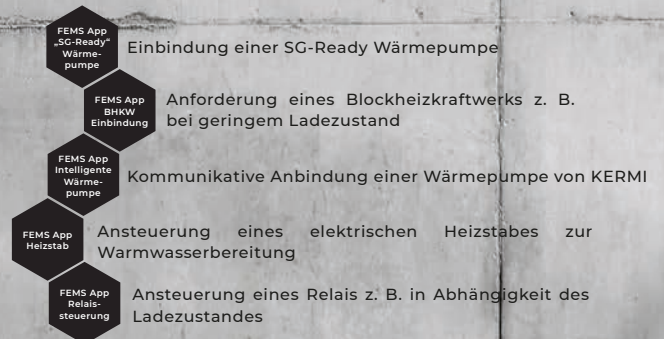 FEMS App
„SG-Ready“
Wärme-
pumpe
Einbindung einer SG-Ready Wärmepumpe
FEMS App
BHKW
Einbindung
Anforderung eines Blockheizkraftwerks z. B.
bei geringem Ladezustand
FEMS App
Intelligente
Wärme-
pumpe
Kommunikative Anbindung einer Wärmepumpe von KERMI
FEMS App
Heizstab
Ansteuerung eines elektrischen Heizstabes zur
Warmwasserbereitung
FEMS App
Relais-
steuerung
Ansteuerung eines Relais z. B. in Abhängigkeit des
Ladezustandes